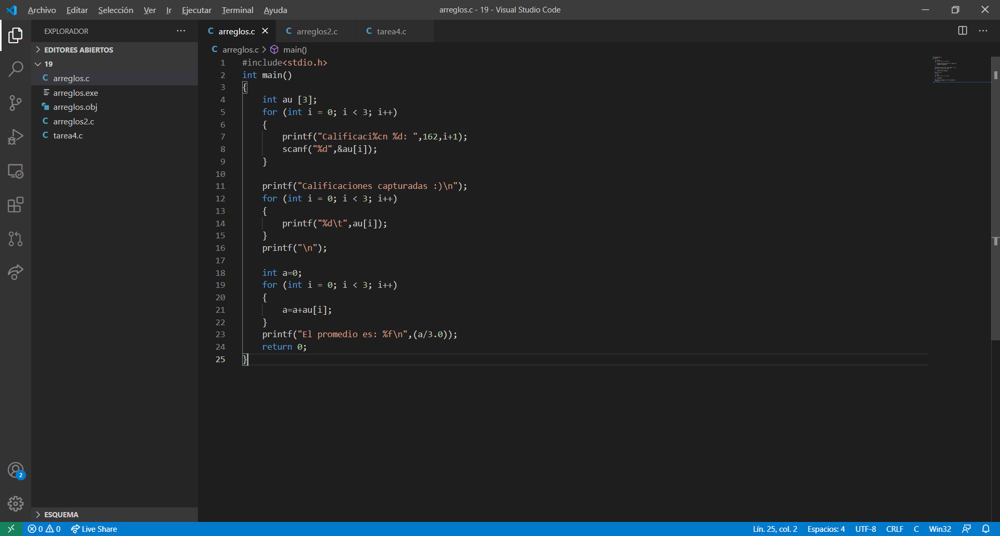 Archivo Editar Selección Ver Ir Ejecutar Terminal Ayuda
arreglos.c - 19 - Visual Studio Code
EXPLORADOR
EDITORES ABIERTOS
19
C arreglos.c
arreglos.exe
arreglos.obj
C arreglos2.c
C tarea4.c
ESQUEMA
2
C arreglos.c
C arreglos2.c
C tarea4.c
C arreglos.c > main()
1 #include<stdio.h>
2 int main()
3 {
4     int au [3];
5     for (int i = 0; i < 3; i++)
6     {
7         printf("Calificaci%cn %d: ",162,i+1);
8         scanf("%d",&au[i]);
9     }
10
11     printf("Calificaciones capturadas :)\n");
12     for (int i = 0; i < 3; i++)
13     {
14         printf("%d\t",au[i]);
15     }
16     printf("\n");
17
18     int a=0;
19     for (int i = 0; i < 3; i++)
20     {
21         a=a+au[i];
22     }
23     printf("El promedio es: %f\n",(a/3.0));
24     return 0;
25 }
0 0 Live Share
Lín. 25, col. 2 Espacios: 4 UTF-8 CRLF C Win32